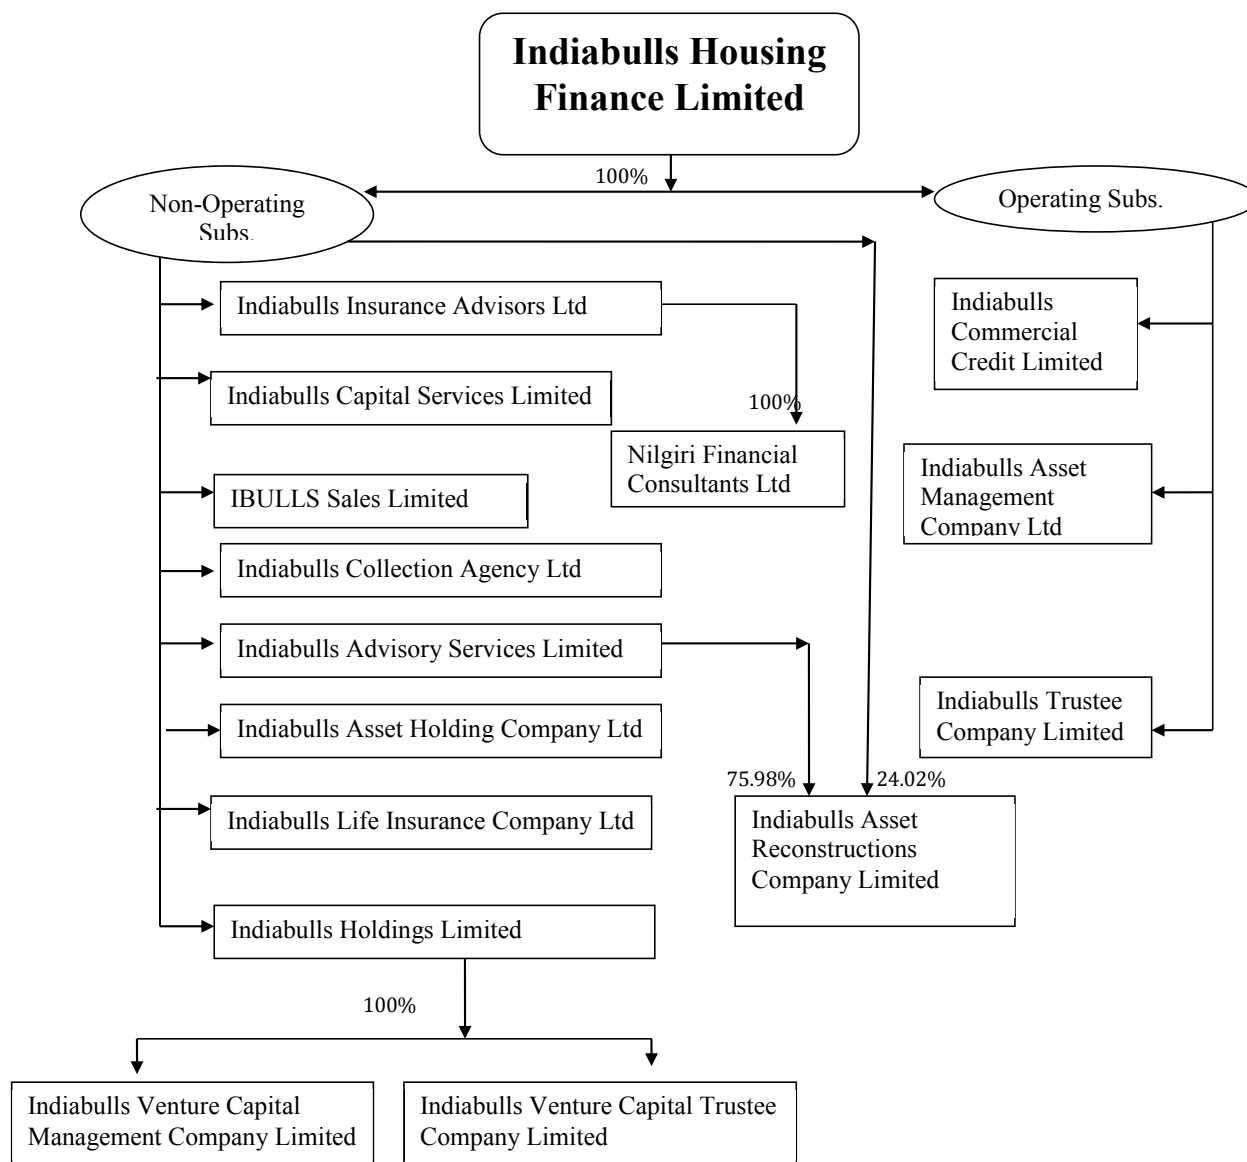 Indiabulls Housing
Finance Limited
100%
Non-Operating
Subs.
Operating Subs.
Indiabulls Insurance Advisors Ltd
Indiabulls
Commercial
Credit Limited
Indiabulls Capital Services Limited
100%
Nilgiri Financial
Consultants Ltd
Indiabulls Asset
Management
Company Ltd
IBULLS Sales Limited
Indiabulls Collection Agency Ltd
Indiabulls Advisory Services Limited
Indiabulls Trustee
Company Limited
Indiabulls Asset Holding Company Ltd
75.98%
24.02%
Indiabulls Life Insurance Company Ltd
Indiabulls Asset
Reconstructions
Company Limited
Indiabulls Holdings Limited
100%
Indiabulls Venture Capital
Management Company Limited
Indiabulls Venture Capital Trustee
Company Limited